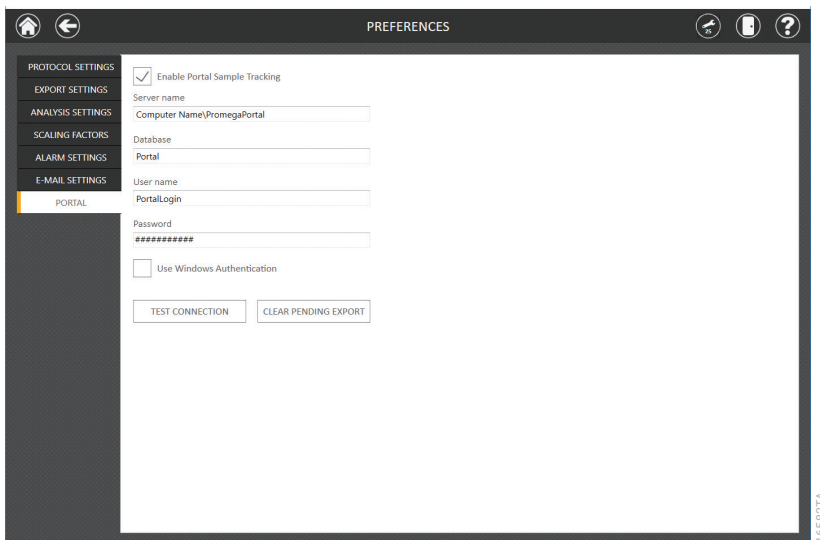 PREFERENCES
25
?
PROTOCOL SETTINGS
EXPORT SETTINGS
ANALYSIS SETTINGS
SCALING FACTORS
ALARM SETTINGS
E-MAIL SETTINGS
PORTAL
Enable Portal Sample Tracking
Server name
Computer Name\PromegaPortal
Database
Portal
User name
PortalLogin
Password
###########
Use Windows Authentication
TEST CONNECTION
CLEAR PENDING EXPORT